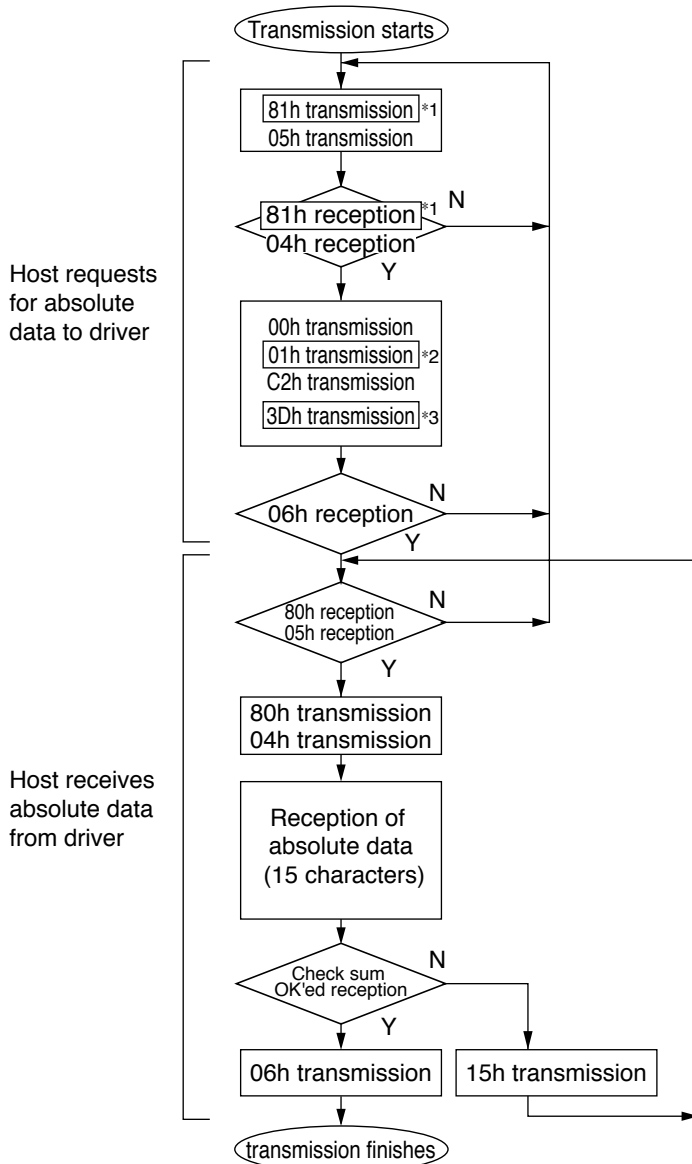 Transmission starts
81h transmission *1
05h transmission
81h reception *1
N
04h reception
Y
Host requests
for absolute
data to driver
00h transmission
01h transmission *2
C2h transmission
3Dh transmission *3
N
06h reception
Y
80h reception
05h reception
N
Y
80h transmission
04h transmission
Host receives
absolute data
from driver
Reception of
absolute data
(15 characters)
Check sum
OK'ed reception
N
Y
06h transmission
15h transmission
transmission finishes